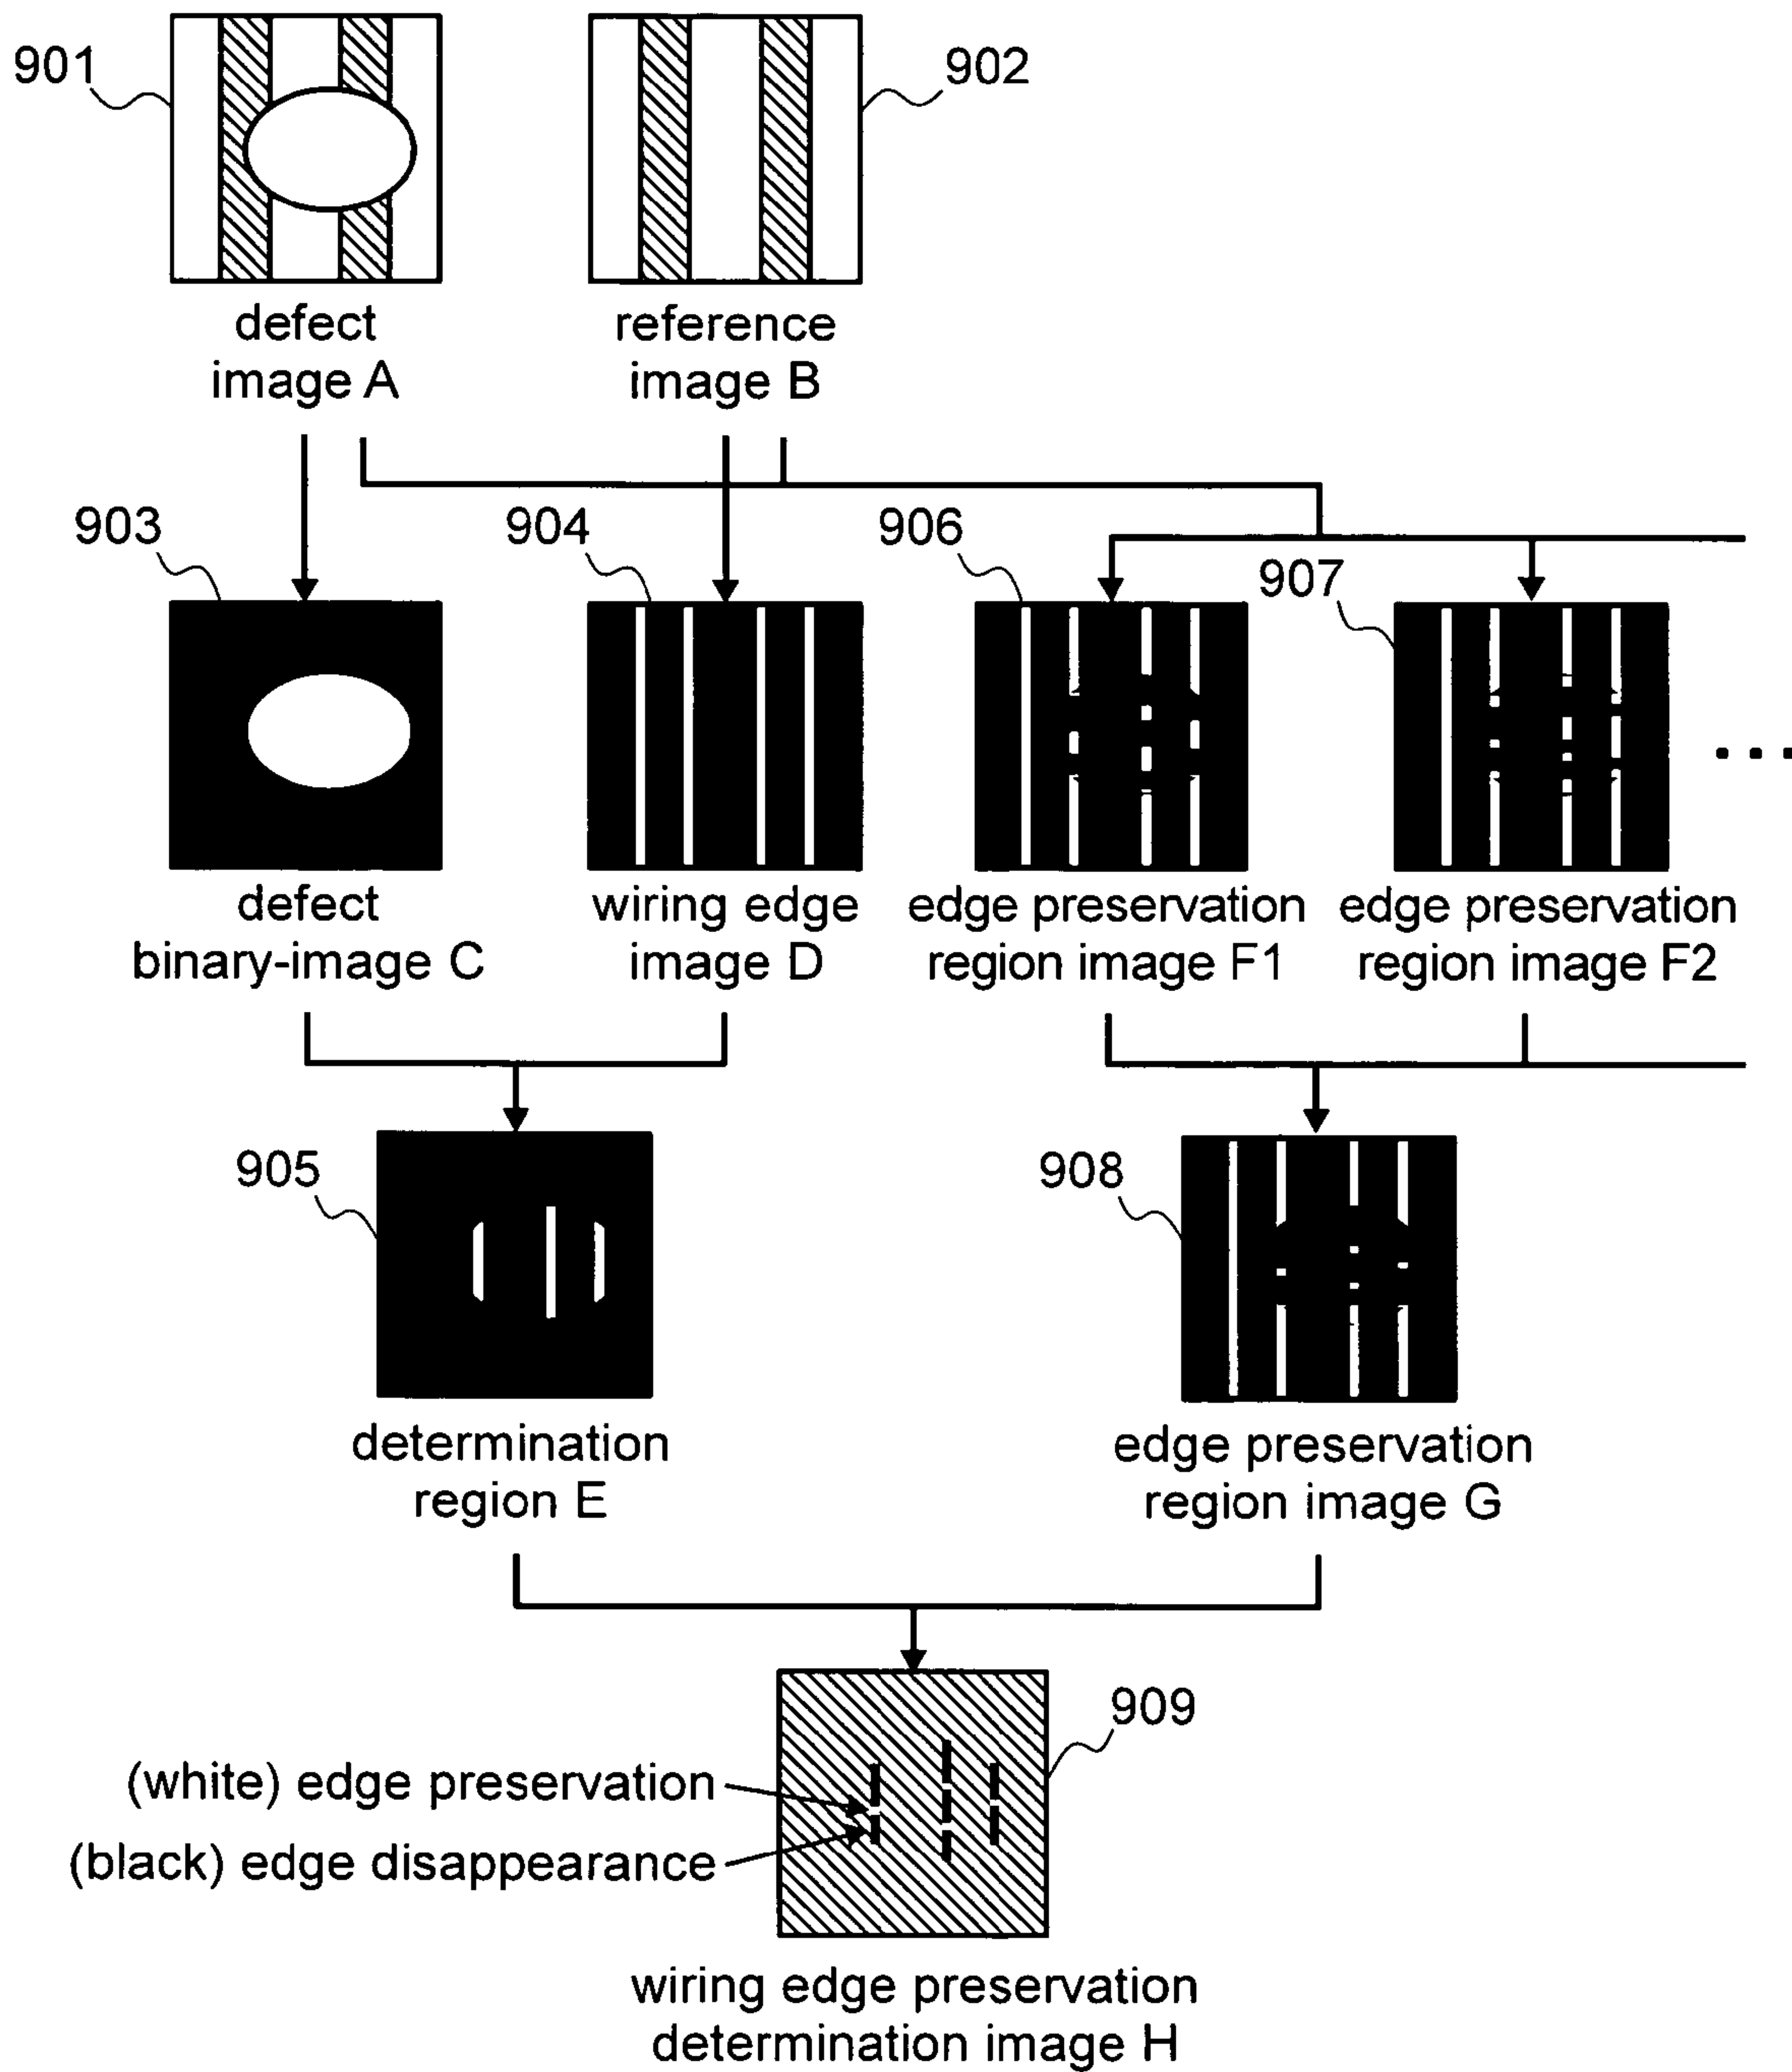 901
902
defect
image A
reference
image B
903
904
906
907
...
defect
binary-image C
wiring edge
image D
edge preservation
region image F1
edge preservation
region image F2
905
908
determination
region E
edge preservation
region image G
909
(white) edge preservation
(black) edge disappearance
wiring edge preservation
determination image H